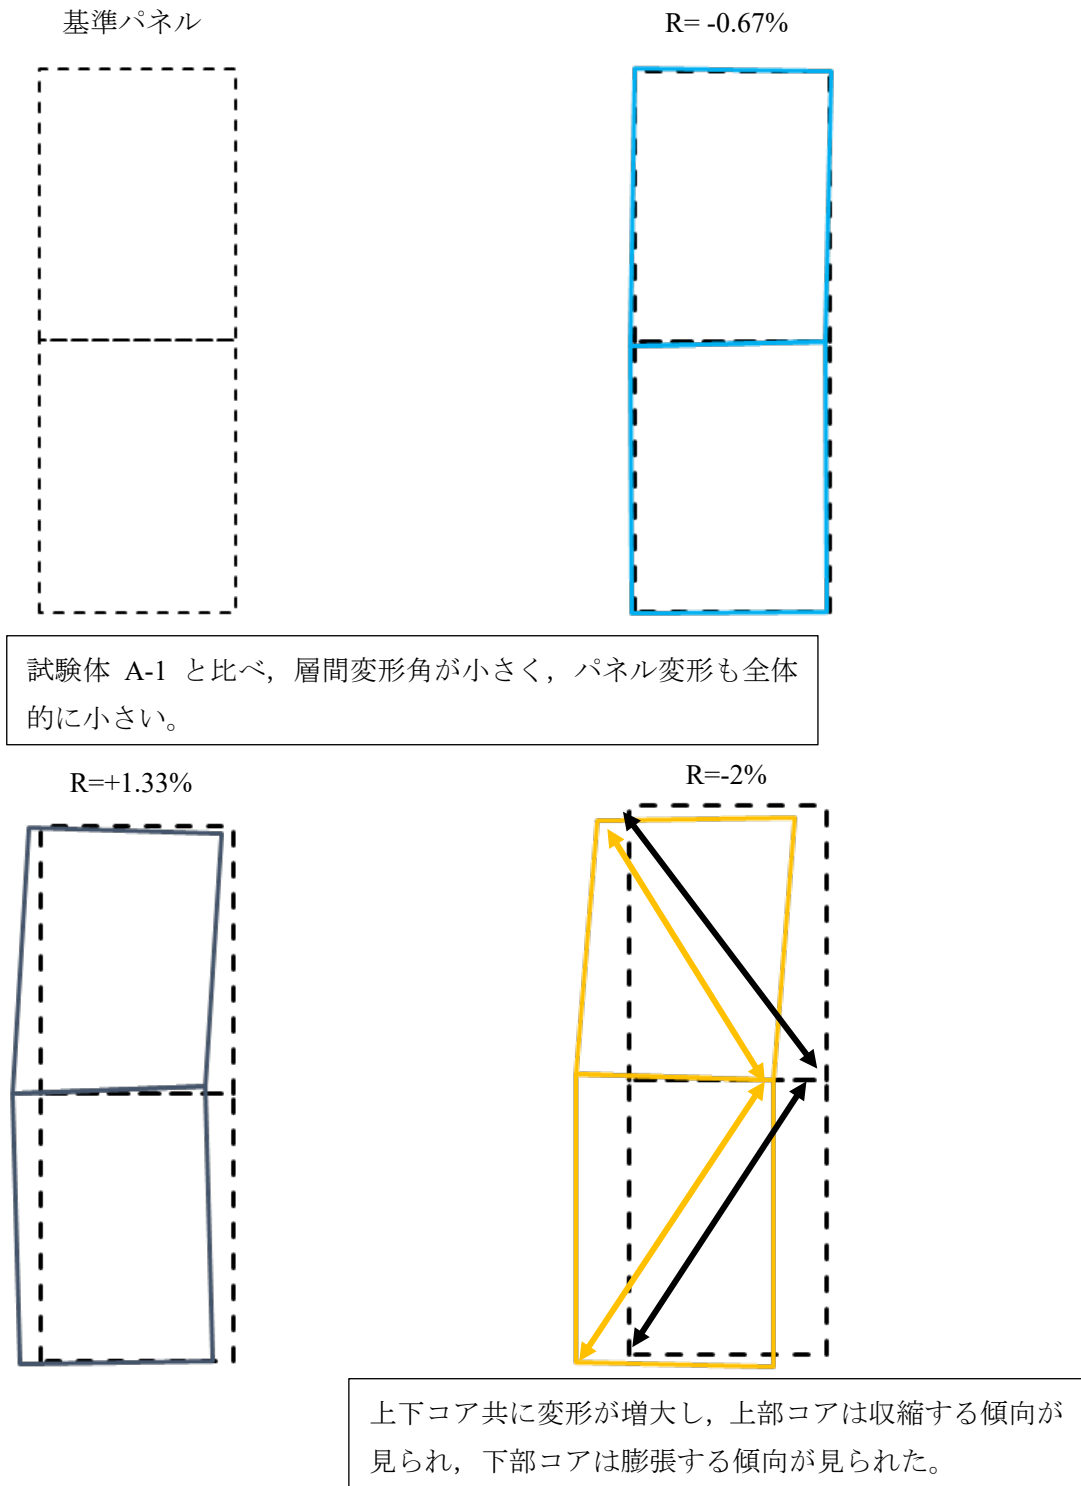 基準パネル
R= -0.67%
試験体 A-1 と比べ，層間変形角が小さく，パネル変形も全体
的に小さい。
R=+1.33%
R=-2%
上下コア共に変形が増大し，上部コアは収縮する傾向が
見られ，下部コアは膨張する傾向が見られた。